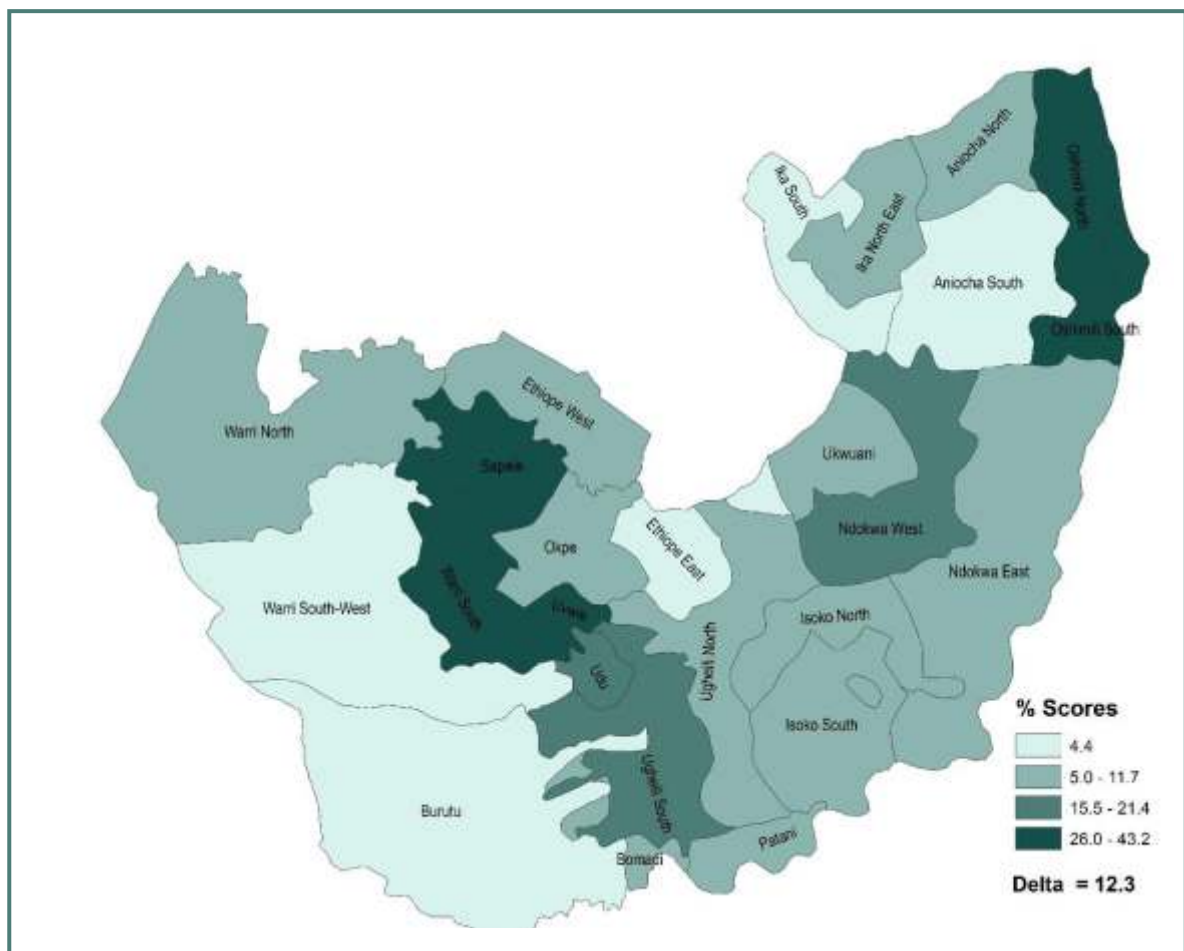 Aniocha North
Oshimili North
Ika South
Ika North East
Aniocha South
Oshimili South
Ethiope West
Warri North
Ukwuani
Sapele
Ndokwa West
Okpe
Ethiope East
Ndokwa East
Warri South
Warri South-West
Uvwie
Isoko North
Ughelli North
Udu
Isoko South
Ughelli South
Burutu
Patani
Bomadi
% Scores
4.4
5.0 - 11.7
15.5 - 21.4
26.0 - 43.2
Delta = 12.3